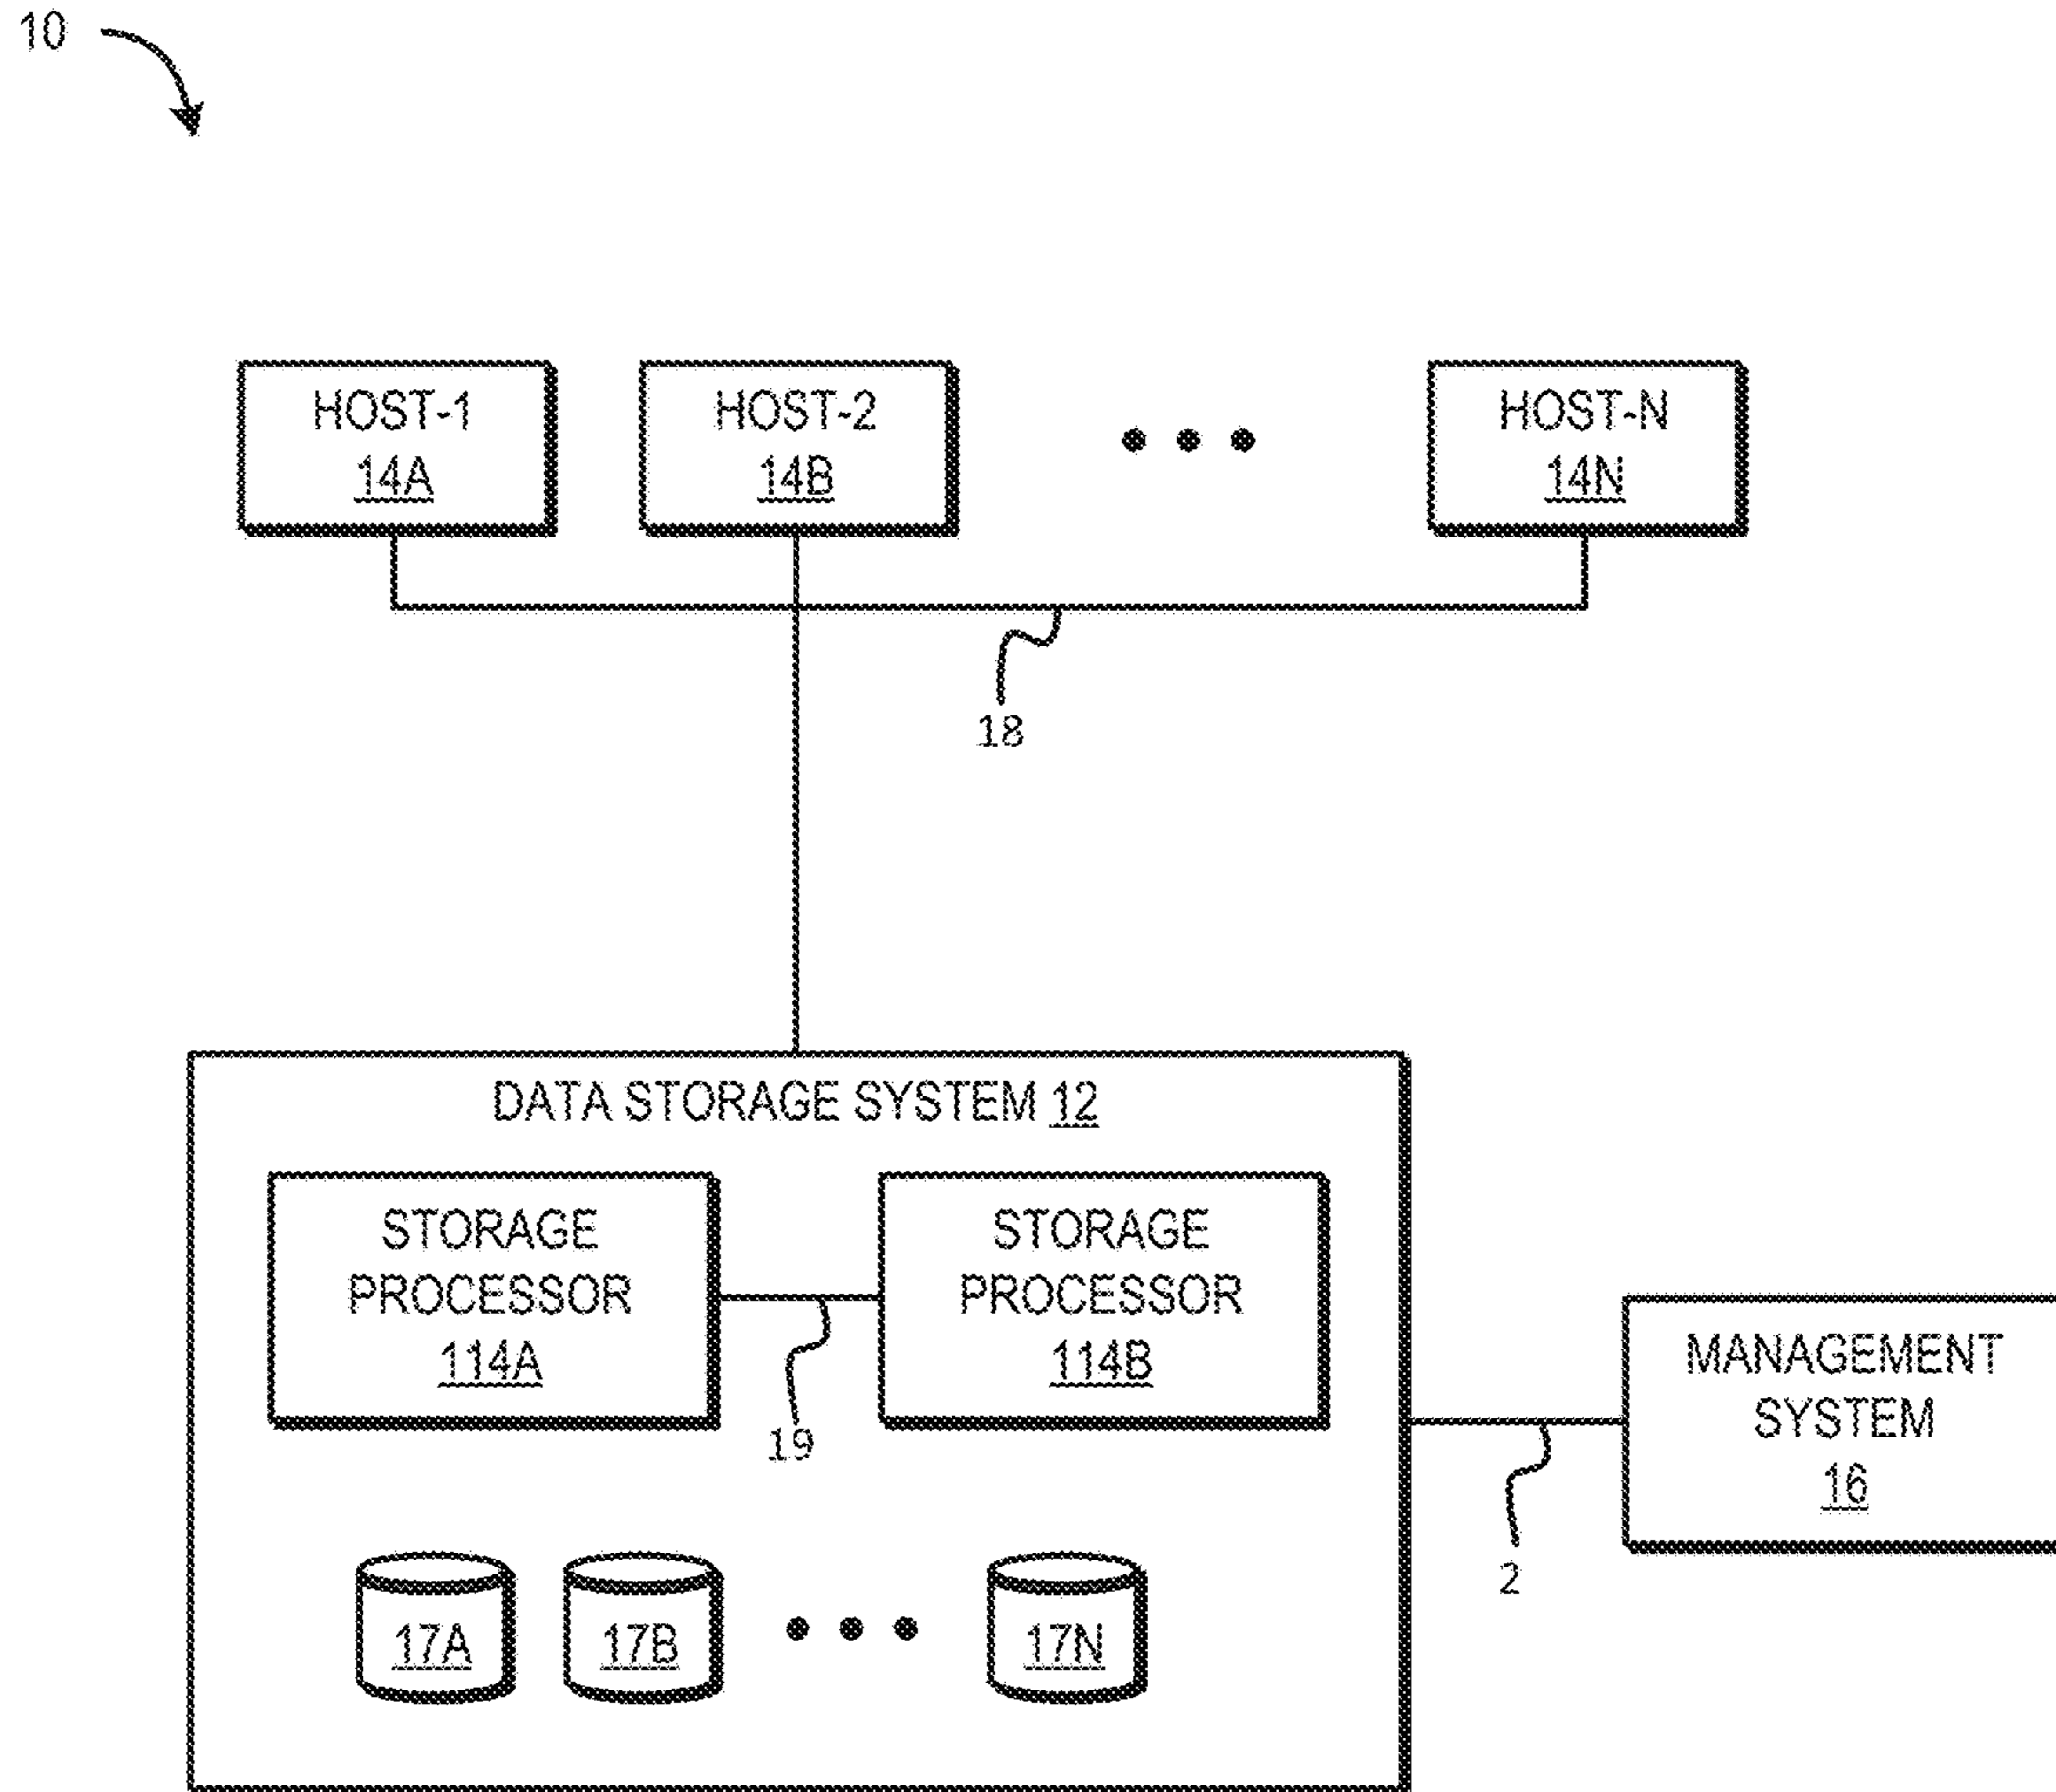 10
HOST-1
14A
HOST-2
14B
HOST-N
14N
18
DATA STORAGE SYSTEM 12
STORAGE
PROCESSOR
114A
STORAGE
PROCESSOR
114B
19
MANAGEMENT
SYSTEM
16
2
17A
17B
17N